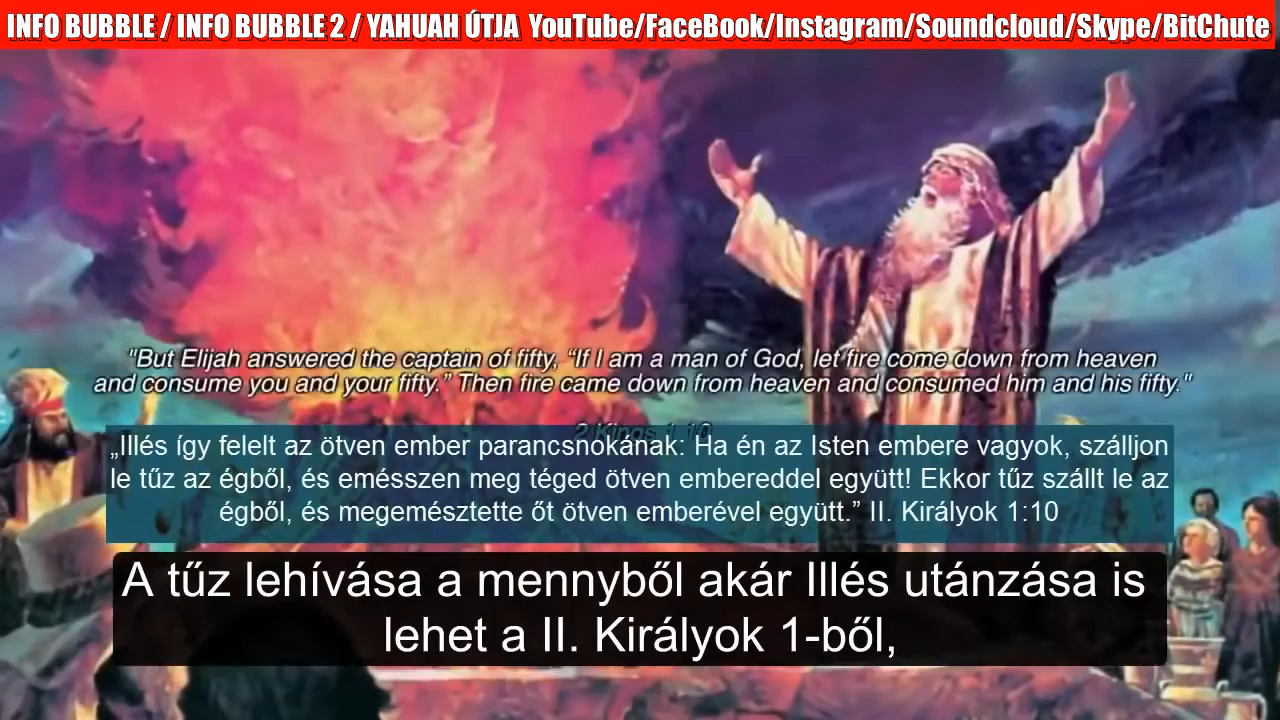 INFO BUBBLE / INFO BUBBLE 2 / YAHUAH ÚTJA YouTube/FaceBook/Instagram/Soundcloud/Skype/BitChute
"But Elijah answered the captain of fifty, “If I am a man of God, let fire come down from heaven
and consume you and your fifty.” Then fire came down from heaven and consumed him and his fifty."
2 Kings 1:10
„Illés így felelt az ötven ember parancsnokának: Ha én az Isten embere vagyok, szálljon
le tűz az égből, és emésszen meg téged ötven embereddel együtt! Ekkor tűz szállt le az
égből, és megemésztette őt ötven emberével együtt.” II. Királyok 1:10
A tűz lehívása a mennyből akár Illés utánzása is
lehet a II. Királyok 1-ből,